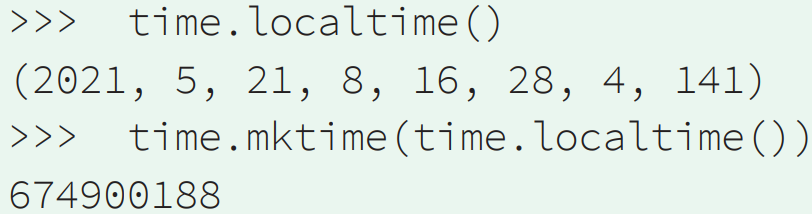 >>>  time.localtime()
(2021, 5, 21, 8, 16, 28, 4, 141)
>>>  time.mktime(time.localtime())
674900188